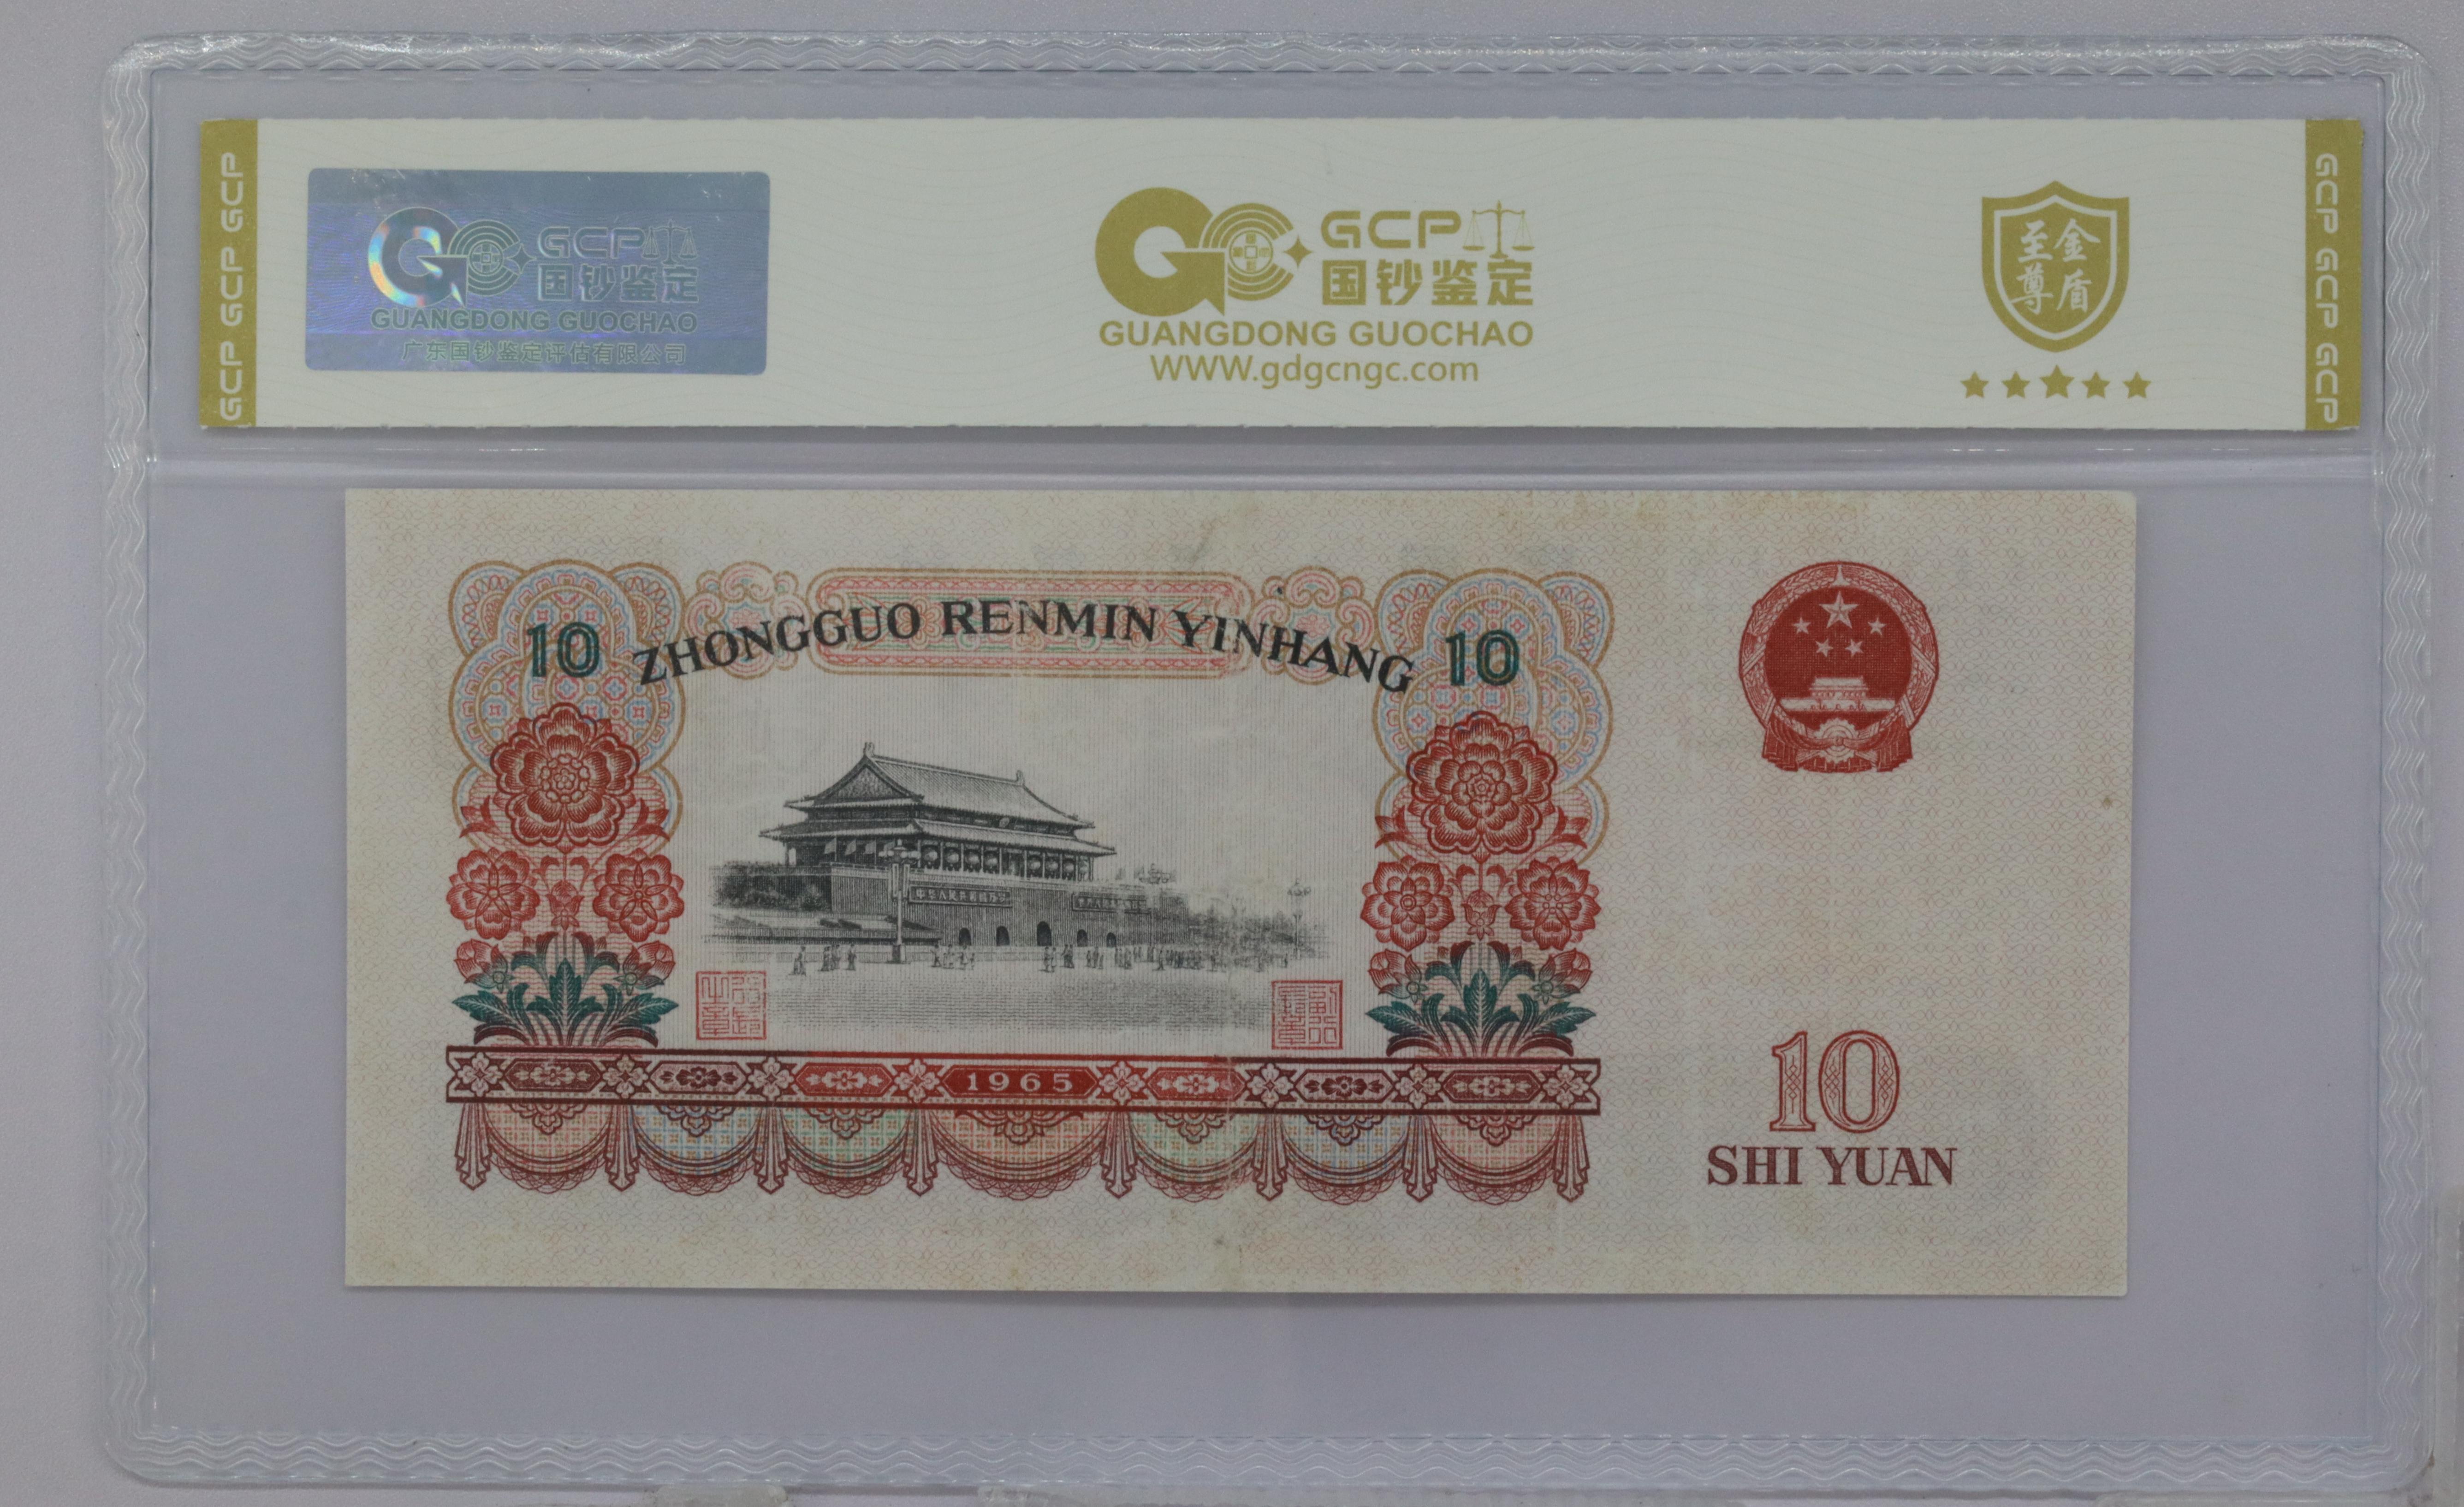 GCP GCP GCP
GCP
国钞鉴定
GUANGDONG GUOCHAO
广东国钞鉴定评估有限公司
GCP
国钞鉴定
GUANGDONG GUOCHAO
WWW.gdgcngc.com
至尊
金盾
GCP GCP GCP
10 ZHONGGUO RENMIN YINHANG 10
1965
10
SHI YUAN